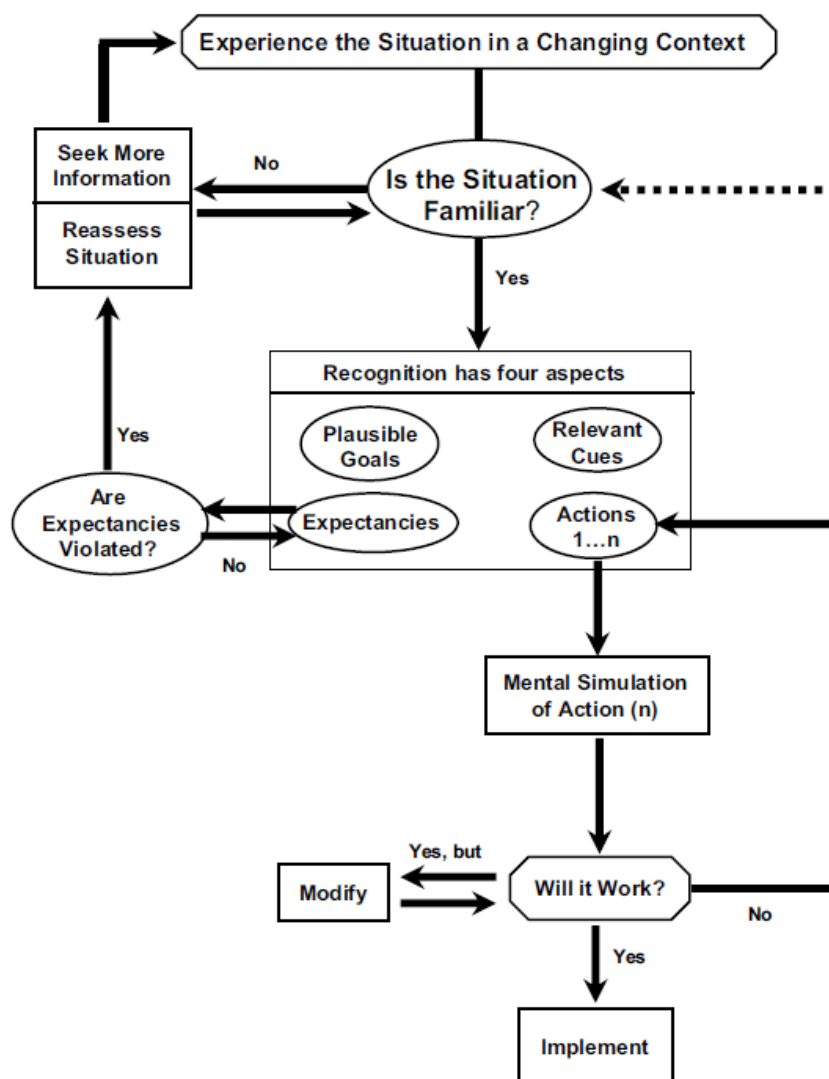 Experience the Situation in a Changing Context
Seek More
Information
Reassess
Situation
No
Is the Situation
Familiar?
Yes
Recognition has four aspects
Plausible
Goals
Relevant
Cues
Yes
Are
Expectancies
Violated?
No
Expectancies
Actions
1...n
Mental Simulation
of Action (n)
Yes, but
Modify
Will it Work?
No
Yes
Implement